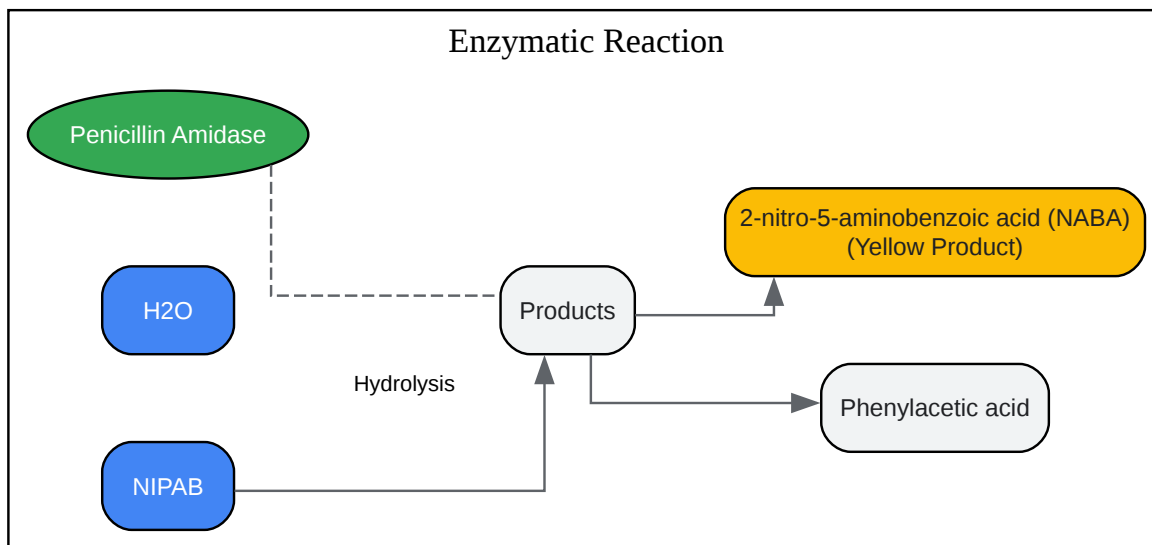 Enzymatic Reaction
Penicillin Amidase
2-nitro-5-aminobenzoic acid (NABA)
(Yellow Product)
H2O
Products
Hydrolysis
Phenylacetic acid
NIPAB